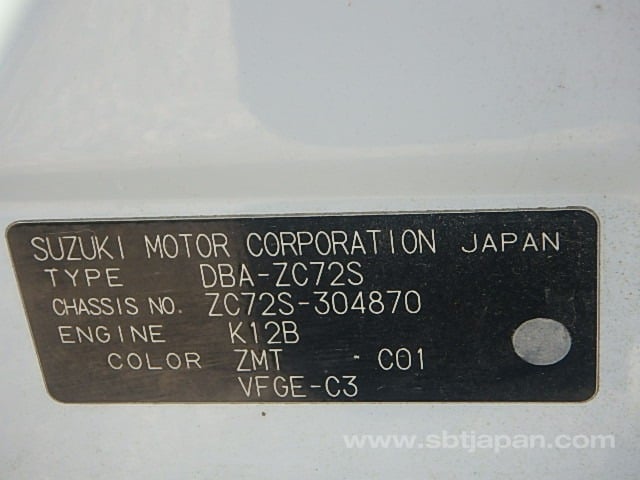 SUZUKI MOTOR CORPORATION JAPAN
TYPE DBA-ZC72S
CHASSIS NO. ZC72S-304870
ENGINE K12B
COLOR ZMT - C01
VFGE-C3
www.sbtjapan.com